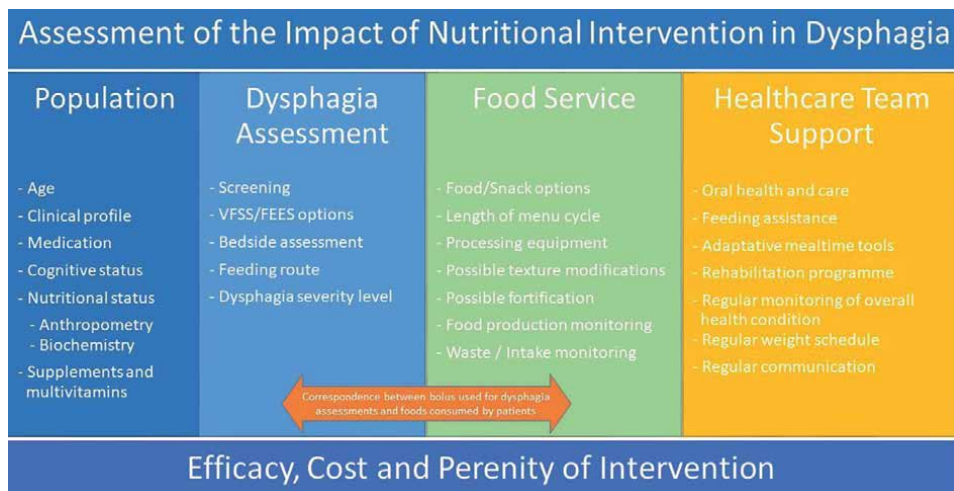 Assessment of the Impact of Nutritional Intervention in Dysphagia
Population
- Age
- Clinical profile
- Medication
- Cognitive status
- Nutritional status
- Anthropometry
- Biochemistry
- Supplements and
multivitamins
Dysphagia
Assessment
- Screening
- VFSS/FEES options
- Bedside assessment
- Feeding route
- Dysphagia severity level
Food Service
- Food/Snack options
- Length of menu cycle
- Processing equipment
- Possible texture modifications
- Possible fortification
- Food production monitoring
- Waste / Intake monitoring
Healthcare Team
Support
- Oral health and care
- Feeding assistance
- Adaptative mealtime tools
- Rehabilitation programme
- Regular monitoring of overall
health condition
- Regular weight schedule
- Regular communication
Correspondence between bolus used for dysphagia
assessments and foods consumed by patients
Efficacy, Cost and Perenity of Intervention